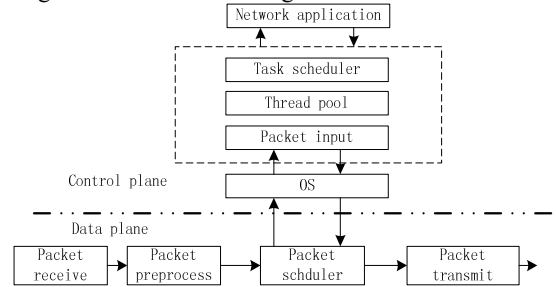 Network application
Task scheduler
Thread pool
Packet input
Control plane
OS
Data plane
Packet
receive
Packet
preprocess
Packet
schduler
Packet
transmit